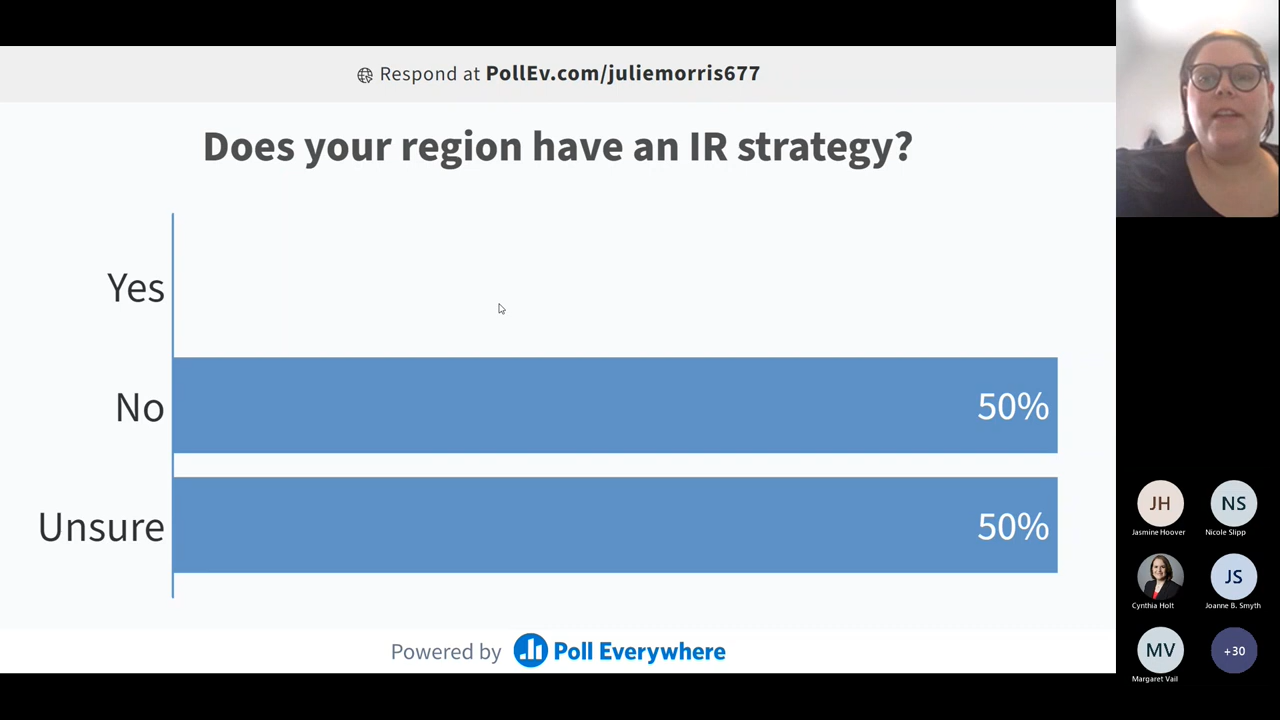 Respond at PollEv.com/juliemorris677
Does your region have an IR strategy?
Yes
No
50%
Unsure
50%
Powered by Poll Everywhere
JH
NS
Jasmine Hoover
Nicole Slipp
JS
Cynthia Holt
Joanne B. Smyth
MV
+30
Margaret Vail